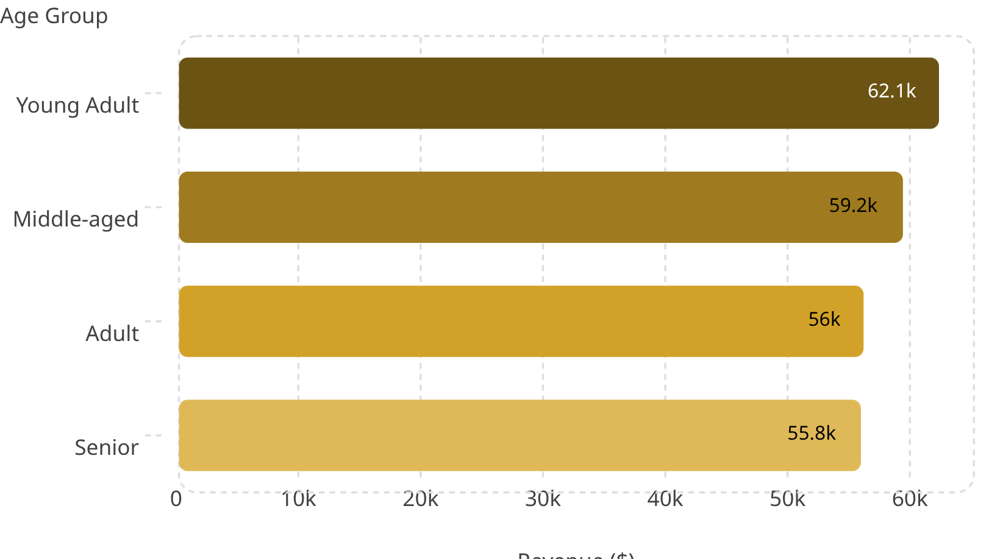 Age Group
Young Adult
62.1k
Middle-aged
59.2k
Adult
56k
Senior
55.8k
0 10k 20k 30k 40k 50k 60k
Revenue ($)